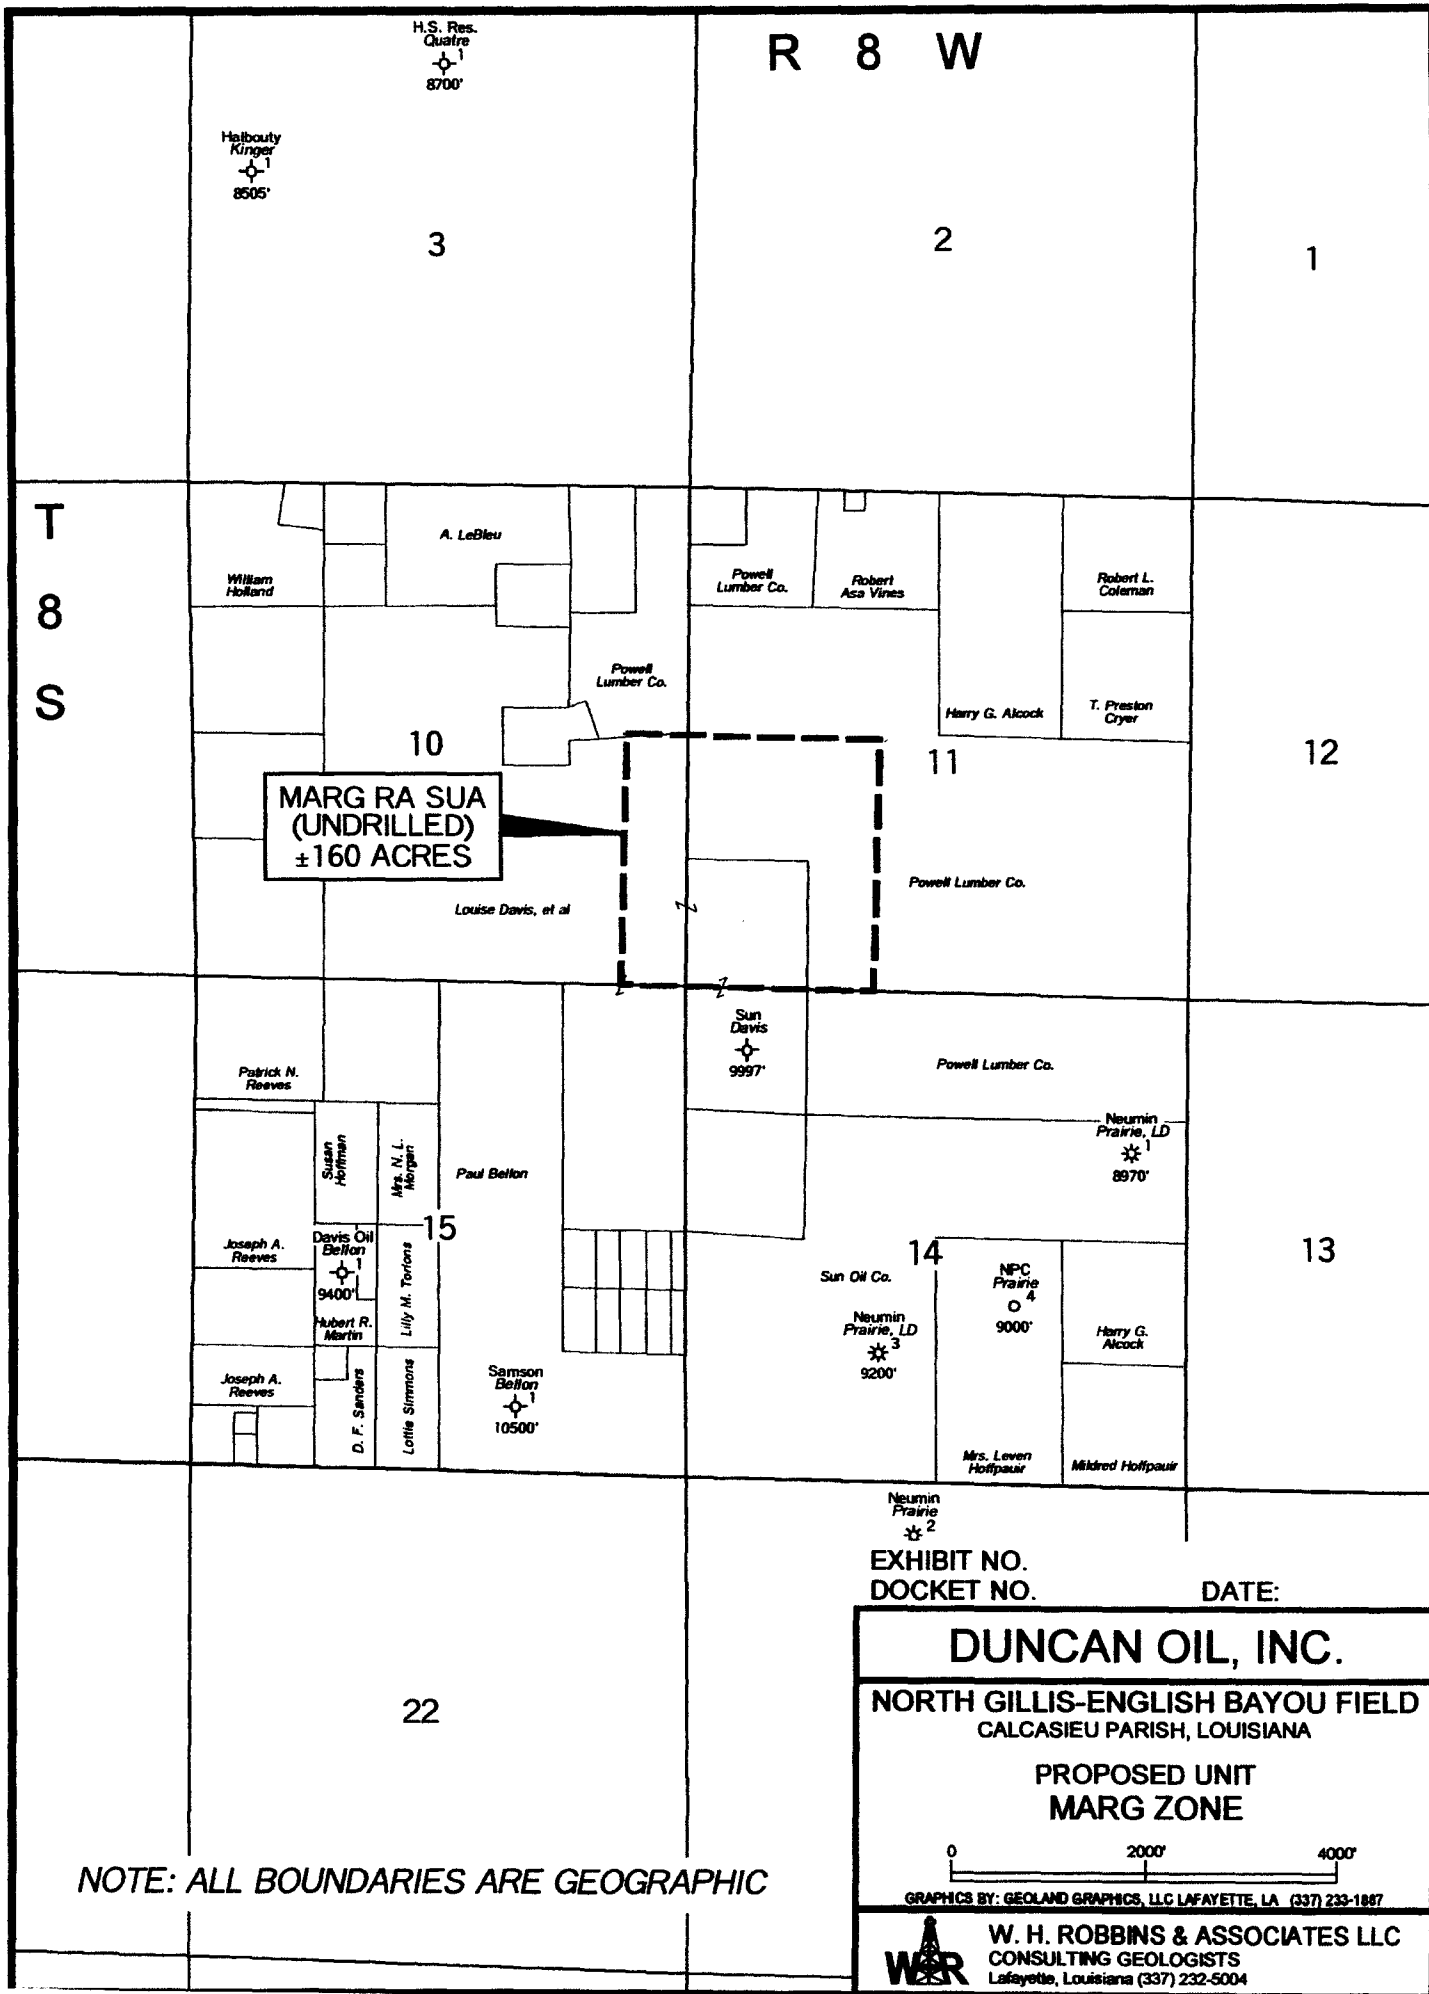 R 8 W
H.S. Res.
Quatre
1
8700'
Halbouty
Kinger
1
8505'
3
2
1
T
8
S
A. LeBleu
William
Holland
Powell
Lumber Co.
Robert
Asa Vines
Robert L.
Coleman
Powell
Lumber Co.
Harry G. Alcock
T. Preston
Cryer
10
11
12
MARG RA SUA
(UNDRILLED)
±160 ACRES
Louise Davis, et al
Powell Lumber Co.
Sun
Davis
9997'
Powell Lumber Co.
Patrick N.
Reeves
Neumin
Prairie, LD
1
8970'
Susan
Hoffman
Mrs. N. L.
Morgan
Paul Bellon
15
14
13
Joseph A.
Reeves
Davis Oil
Bellon
1
9400'
Hubert R.
Martin
Lilly M. Tortons
Sun Oil Co.
NPC
Prairie
4
9000'
Neumin
Prairie, LD
3
9200'
Harry G.
Alcock
Joseph A.
Reeves
D. F. Sanders
Lottie Simmons
Samson
Bellon
1
10500'
Mrs. Leven
Hoffpauir
Mildred Hoffpauir
Neumin
Prairie
2
EXHIBIT NO.
DOCKET NO. DATE:
DUNCAN OIL, INC.
NORTH GILLIS-ENGLISH BAYOU FIELD
CALCASIEU PARISH, LOUISIANA
PROPOSED UNIT
MARG ZONE
22
0 2000' 4000'
NOTE: ALL BOUNDARIES ARE GEOGRAPHIC
GRAPHICS BY: GEOLAND GRAPHICS, LLC LAFAYETTE, LA (337) 233-1887
W R
W. H. ROBBINS & ASSOCIATES LLC
CONSULTING GEOLOGISTS
Lafayette, Louisiana (337) 232-5004